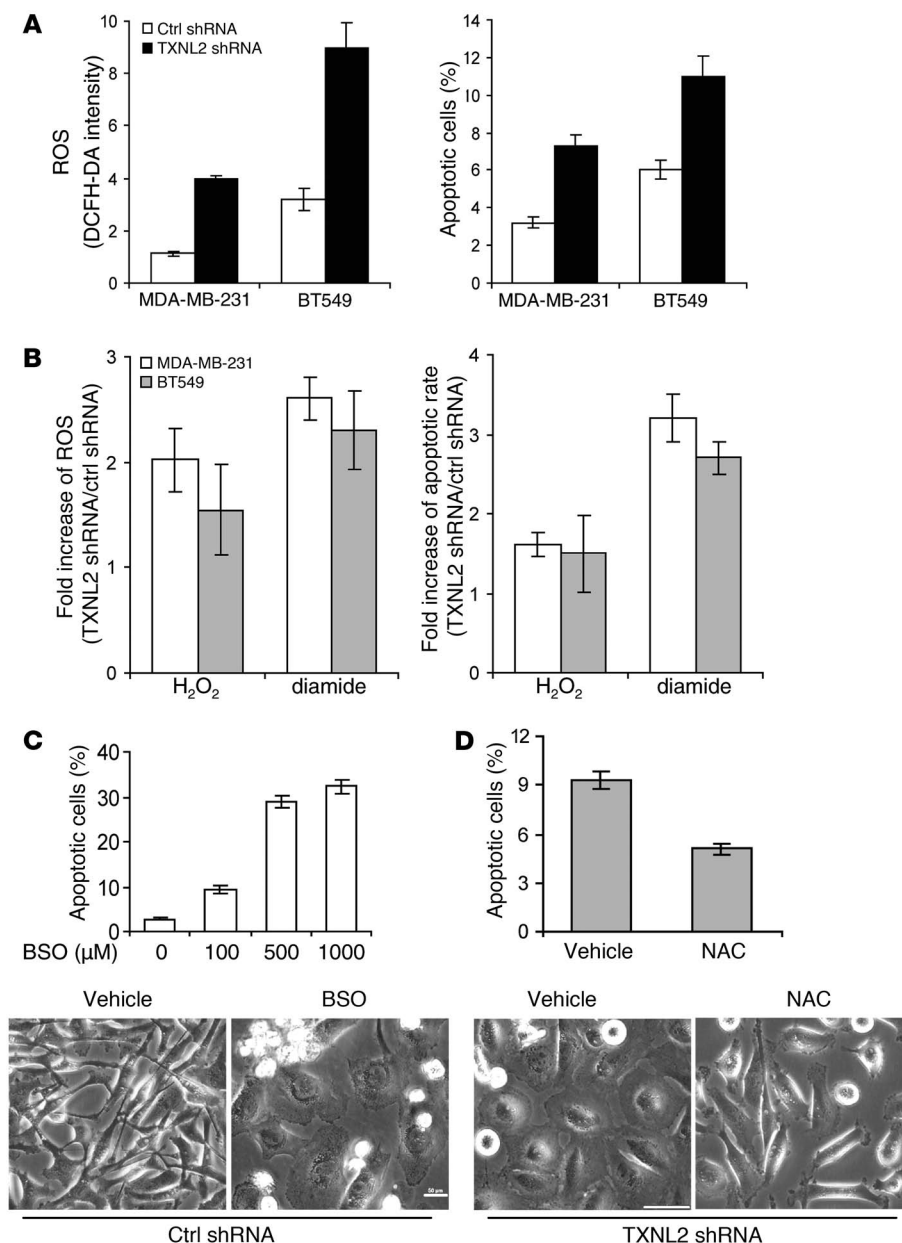 A
Ctrl shRNA
TXNL2 shRNA
ROS
(DCFH-DA intensity)
10
8
6
4
2
0
MDA-MB-231 BT549
Apoptotic cells (%)
14
12
10
8
6
4
2
0
MDA-MB-231 BT549
B
MDA-MB-231
BT549
Fold increase of ROS
(TXNL2 shRNA/ctrl shRNA)
3
2
1
0
H₂O₂ diamide
Fold increase of apoptotic rate
(TXNL2 shRNA/ctrl shRNA)
4
3
2
1
0
H₂O₂ diamide
C
Apoptotic cells (%)
40
30
20
10
0
BSO (µM) 0 100 500 1000
D
Apoptotic cells (%)
12
9
6
3
0
Vehicle NAC
Vehicle BSO
50 µm
Ctrl shRNA
Vehicle NAC
TXNL2 shRNA